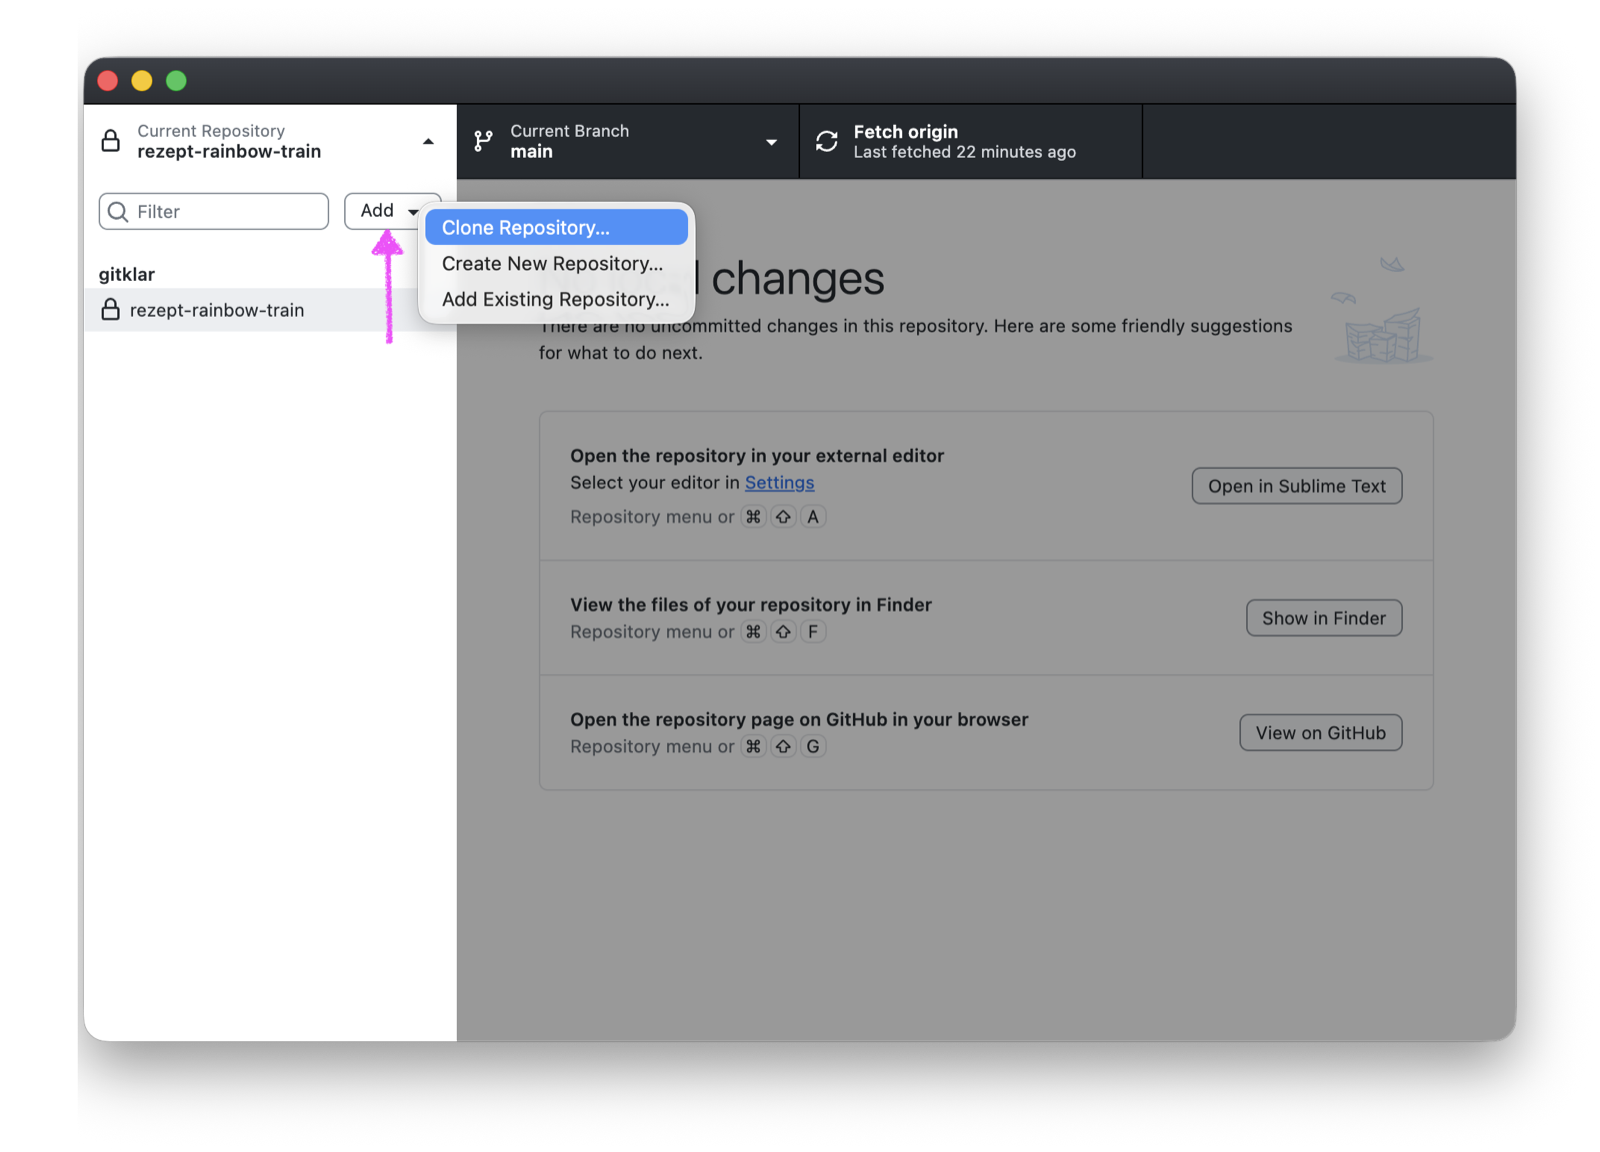 Current Repository
rezept-rainbow-train
Current Branch
main
Fetch origin
Last fetched 22 minutes ago
Filter
Add
Clone Repository...
Create New Repository...
Add Existing Repository...
gitklar
rezept-rainbow-train
changes
There are no uncommitted changes in this repository. Here are some friendly suggestions
for what to do next.
Open the repository in your external editor
Select your editor in Settings
Repository menu or ⌘ ⇧ A
Open in Sublime Text
View the files of your repository in Finder
Repository menu or ⌘ ⇧ F
Show in Finder
Open the repository page on GitHub in your browser
Repository menu or ⌘ ⇧ G
View on GitHub